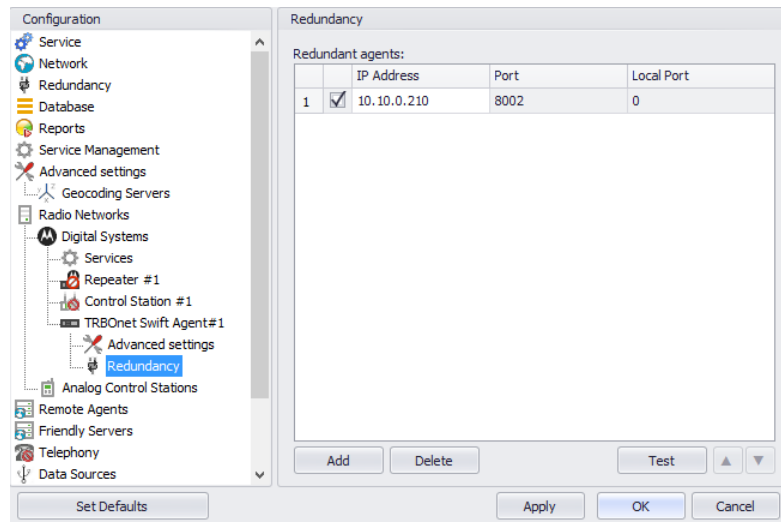 Configuration
Service
Network
Redundancy
Database
Reports
Service Management
Advanced settings
Geocoding Servers
Radio Networks
Digital Systems
Services
Repeater #1
Control Station #1
TRBOnet Swift Agent#1
Advanced settings
Redundancy
Analog Control Stations
Remote Agents
Friendly Servers
Telephony
Data Sources
Set Defaults
Redundancy
Redundant agents:
IP Address Port Local Port
1 10.10.0.210 8002 0
Add Delete Test
Apply OK Cancel